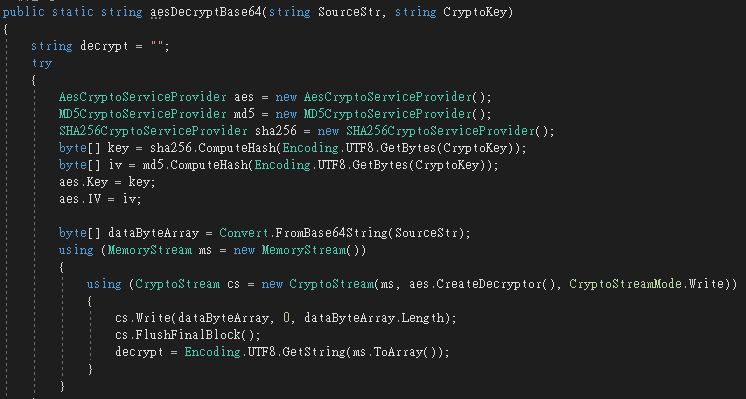 public static string aesDecryptBase64(string SourceStr, string CryptoKey)
{
string decrypt = "";
try
{
AesCryptoServiceProvider aes = new AesCryptoServiceProvider();
MD5CryptoServiceProvider md5 = new MD5CryptoServiceProvider();
SHA256CryptoServiceProvider sha256 = new SHA256CryptoServiceProvider();
byte[] key = sha256.ComputeHash(Encoding.UTF8.GetBytes(CryptoKey));
byte[] iv = md5.ComputeHash(Encoding.UTF8.GetBytes(CryptoKey));
aes.Key = key;
aes.IV = iv;
byte[] dataByteArray = Convert.FromBase64String(SourceStr);
using (MemoryStream ms = new MemoryStream())
{
using (CryptoStream cs = new CryptoStream(ms, aes.CreateDecryptor(), CryptoStreamMode.Write))
{
cs.Write(dataByteArray, 0, dataByteArray.Length);
cs.FlushFinalBlock();
decrypt = Encoding.UTF8.GetString(ms.ToArray());
}
}